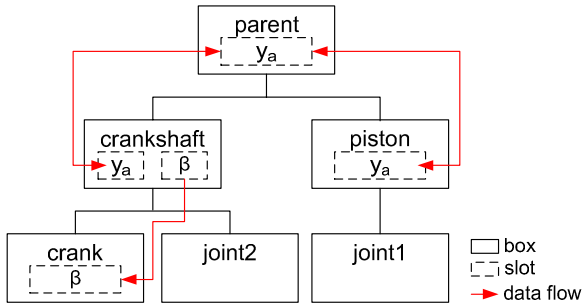 parent
yₐ
crankshaft
yₐ β
piston
yₐ
crank
β
joint2
joint1
box
slot
data flow